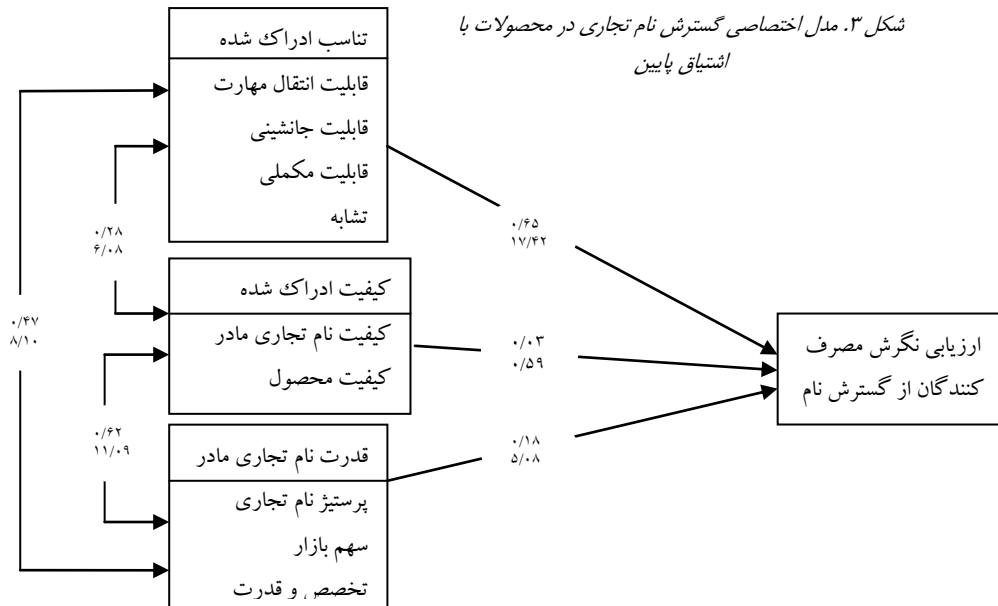 شکل ۳. مدل اختصاصی گسترش نام تجاری در محصولات با
اشتیاق پایین
تناسب ادراک شده
قابلیت انتقال مهارت
قابلیت جانشینی
قابلیت مکملی
تشابه
۰/۶۵
۱۷/۴۲
۰/۲۸
۶/۰۸
کیفیت ادراک شده
کیفیت نام تجاری مادر
کیفیت محصول
۰/۰۳
۰/۵۹
ارزیابی نگرش مصرف
کنندگان از گسترش نام
۰/۴۷
۸/۱۰
۰/۶۲
۱۱/۰۹
قدرت نام تجاری مادر
پرستیژ نام تجاری
سهم بازار
تخصص و قدرت
۰/۱۸
۵/۰۸